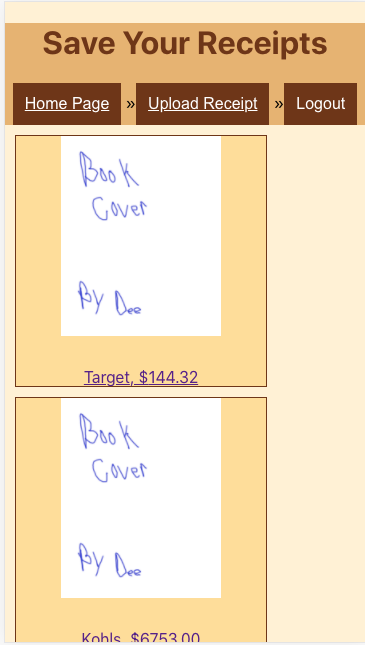 Save Your Receipts
Home Page » Upload Receipt » Logout
Book
Cover
By Dee
Target, $144.32
Book
Cover
By Dee
Kohls, $6753.00